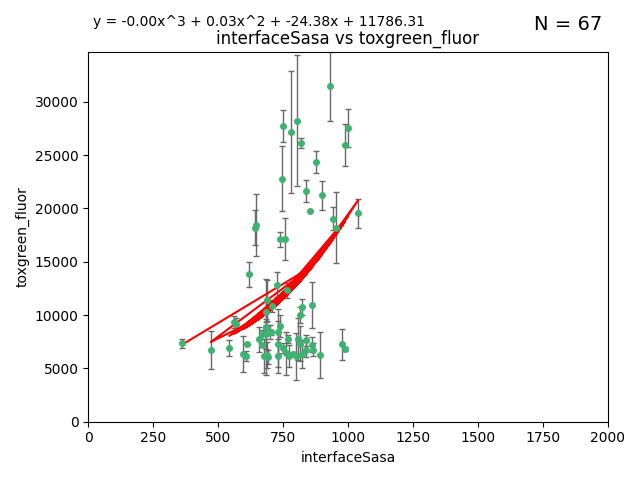 y = -0.00x^3 + 0.03x^2 + -24.38x + 11786.31
N = 67
interfaceSasa vs toxgreen_fluor
30000
25000
20000
15000
10000
5000
0
toxgreen_fluor
0 250 500 750 1000 1250 1500 1750 2000
interfaceSasa